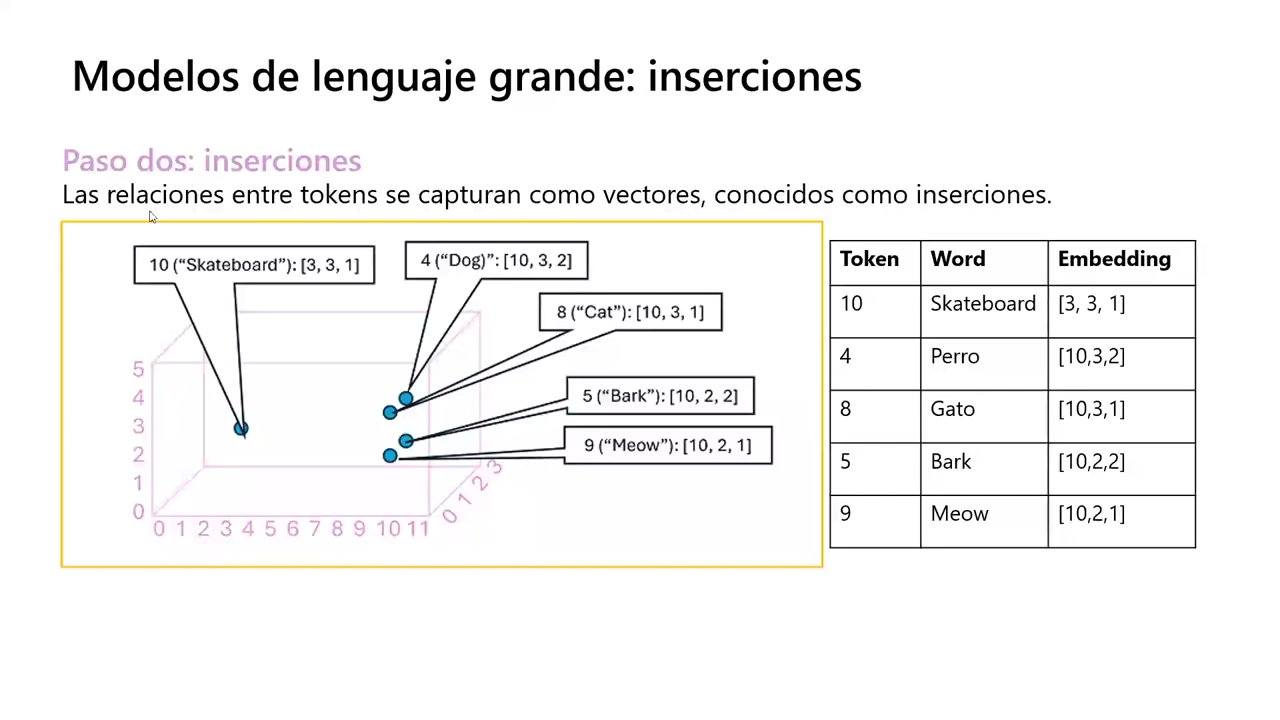 Modelos de lenguaje grande: inserciones
Paso dos: inserciones
Las relaciones entre tokens se capturan como vectores, conocidos como inserciones.
10 (“Skateboard”): [3, 3, 1]
4 (“Dog)”: [10, 3, 2]
8 (“Cat”): [10, 3, 1]
5 (“Bark”): [10, 2, 2]
9 (“Meow”): [10, 2, 1]
5
4
3
2
1
0
0 1 2 3 4 5 6 7 8 9 10 11
0 1 2 3
Token Word Embedding
10 Skateboard [3, 3, 1]
4 Perro [10,3,2]
8 Gato [10,3,1]
5 Bark [10,2,2]
9 Meow [10,2,1]